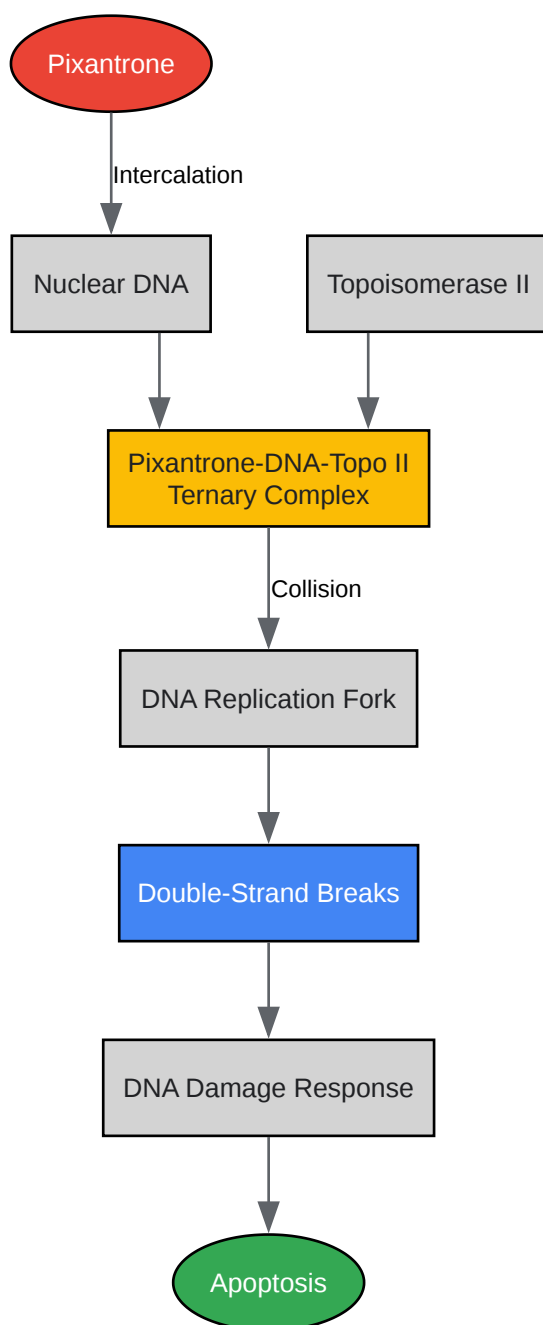 Pixantrone
Intercalation
Nuclear DNA
Topoisomerase II
Pixantrone-DNA-Topo II
Ternary Complex
Collision
DNA Replication Fork
Double-Strand Breaks
DNA Damage Response
Apoptosis